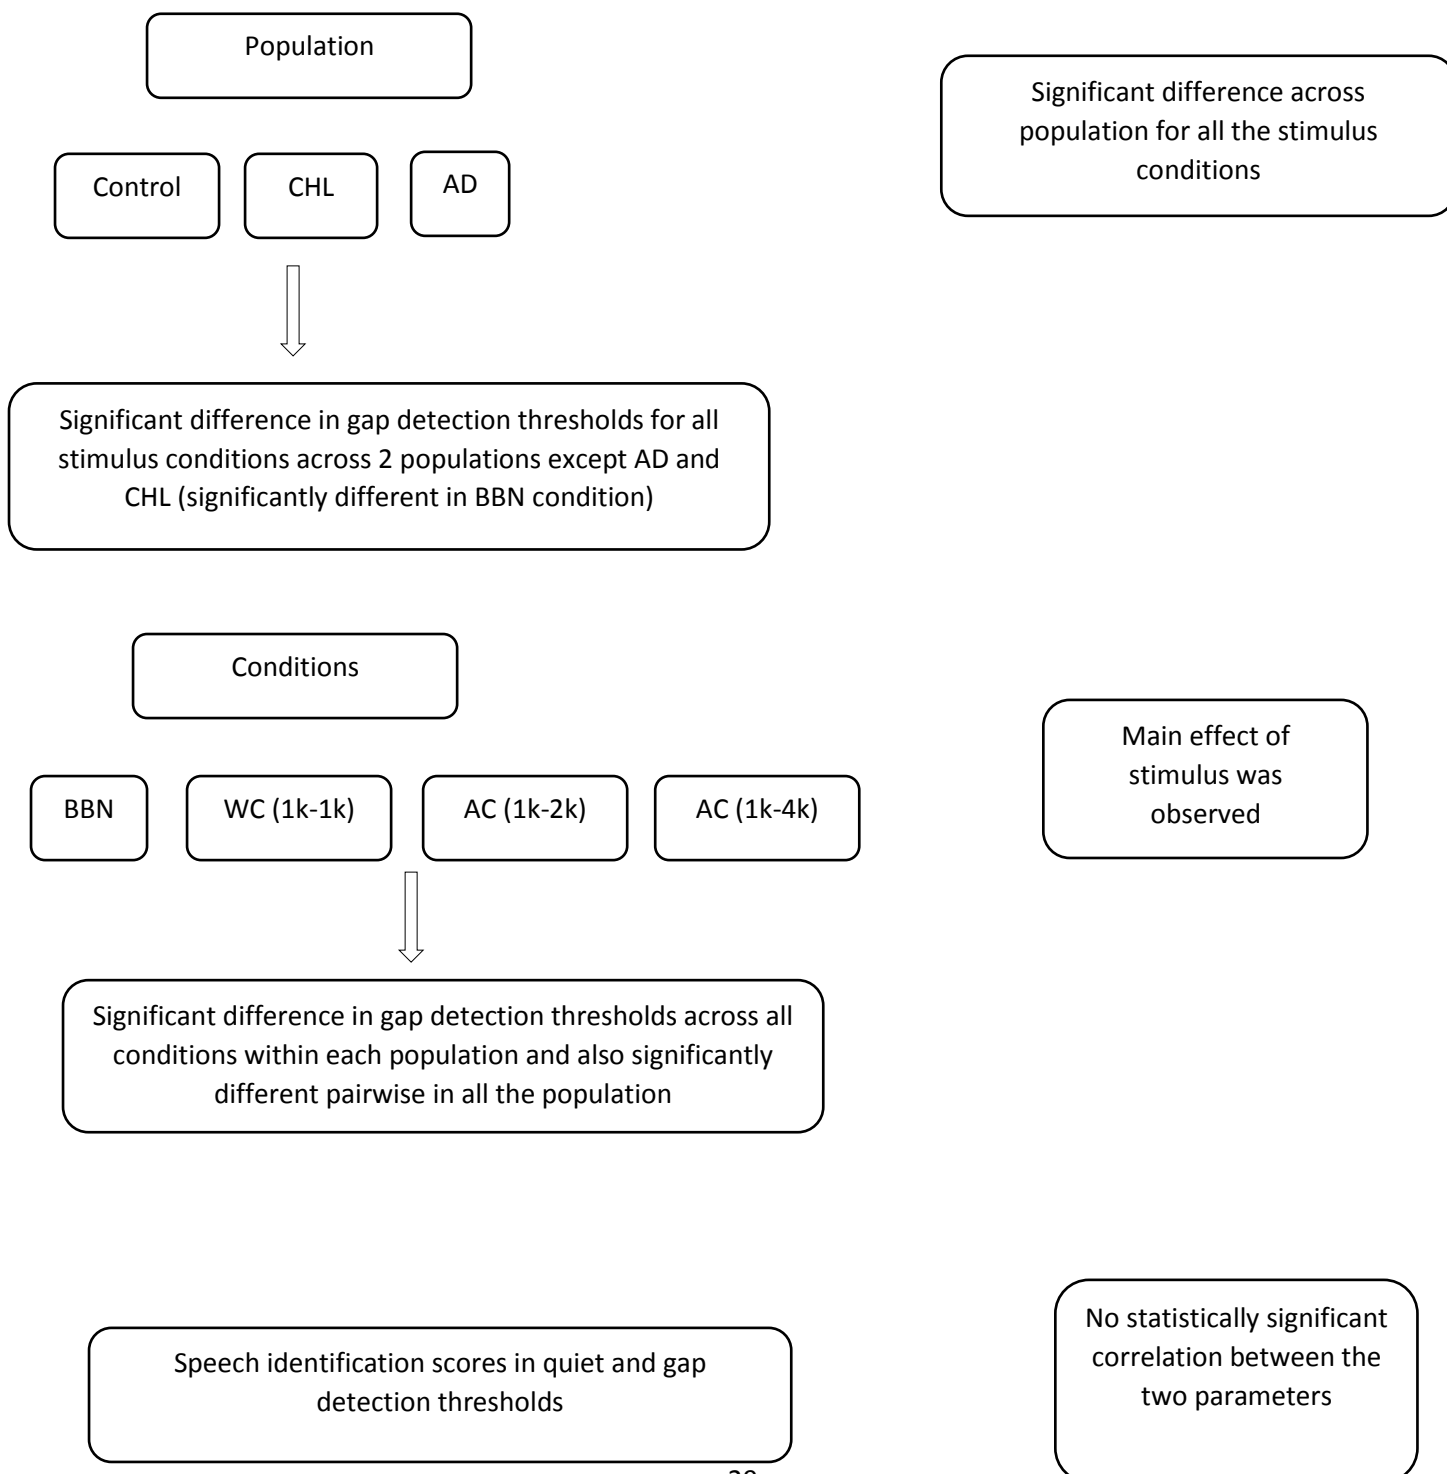 Population
Significant difference across
population for all the stimulus
conditions
Control
CHL
AD
Significant difference in gap detection thresholds for all
stimulus conditions across 2 populations except AD and
CHL (significantly different in BBN condition)
Conditions
Main effect of
stimulus was
observed
BBN
WC (1k-1k)
AC (1k-2k)
AC (1k-4k)
Significant difference in gap detection thresholds across all
conditions within each population and also significantly
different pairwise in all the population
No statistically significant
correlation between the
two parameters
Speech identification scores in quiet and gap
detection thresholds